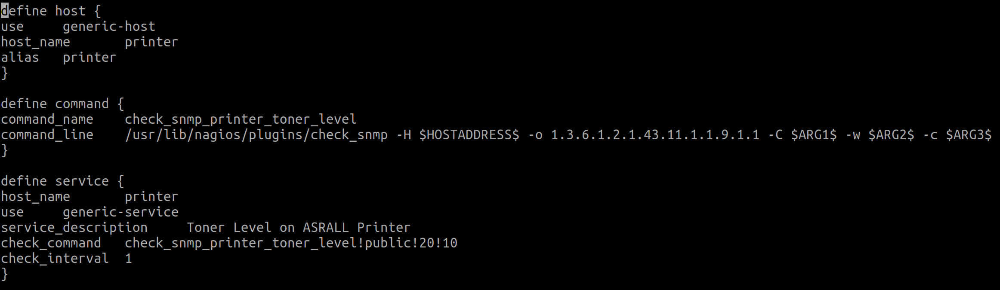 define host {
use     generic-host
host_name       printer
alias   printer
}

define command {
command_name    check_snmp_printer_toner_level
command_line    /usr/lib/nagios/plugins/check_snmp -H $HOSTADDRESS$ -o 1.3.6.1.2.1.43.11.1.1.9.1.1 -C $ARG1$ -w $ARG2$ -c $ARG3$
}

define service {
host_name       printer
use     generic-service
service_description     Toner Level on ASRALL Printer
check_command   check_snmp_printer_toner_level!public!20!10
check_interval  1
}